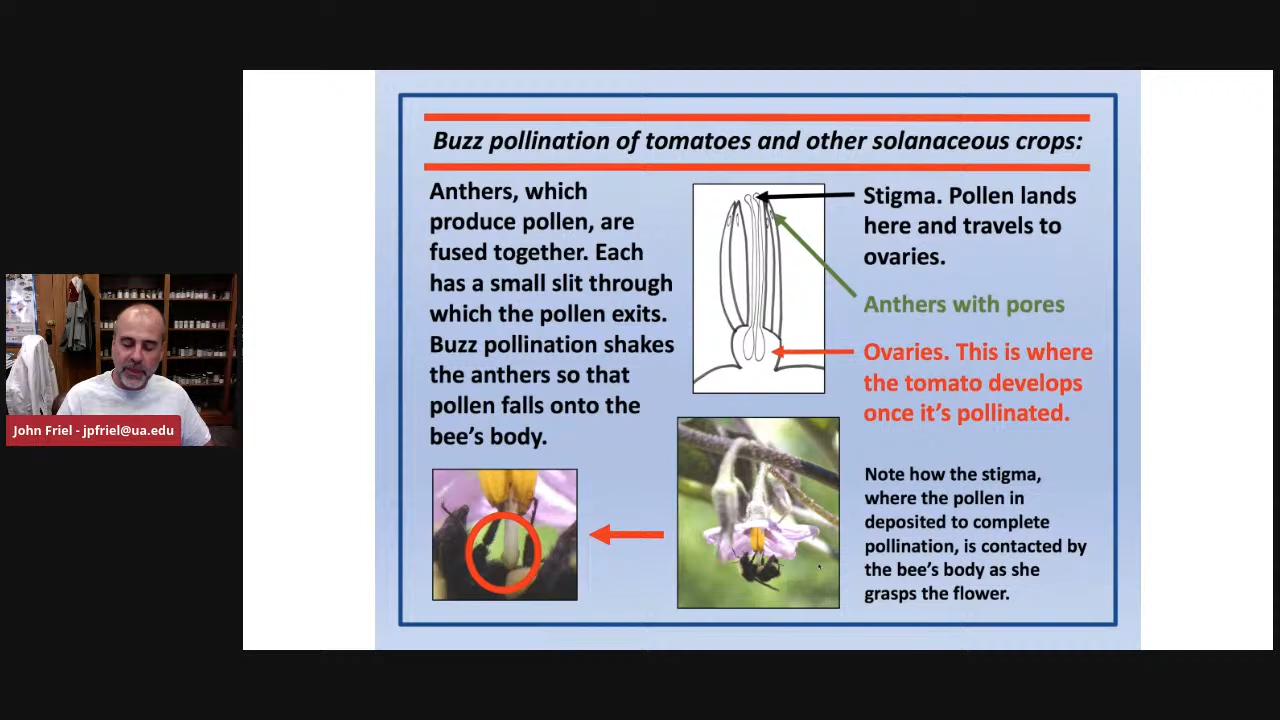 Buzz pollination of tomatoes and other solanaceous crops:
Anthers, which
produce pollen, are
fused together. Each
has a small slit through
which the pollen exits.
Buzz pollination shakes
the anthers so that
pollen falls onto the
bee's body.
Stigma. Pollen lands
here and travels to
ovaries.
Anthers with pores
Ovaries. This is where
the tomato develops
once it's pollinated.
Note how the stigma,
where the pollen in
deposited to complete
pollination, is contacted by
the bee's body as she
grasps the flower.
John Friel - jpfriel@ua.edu